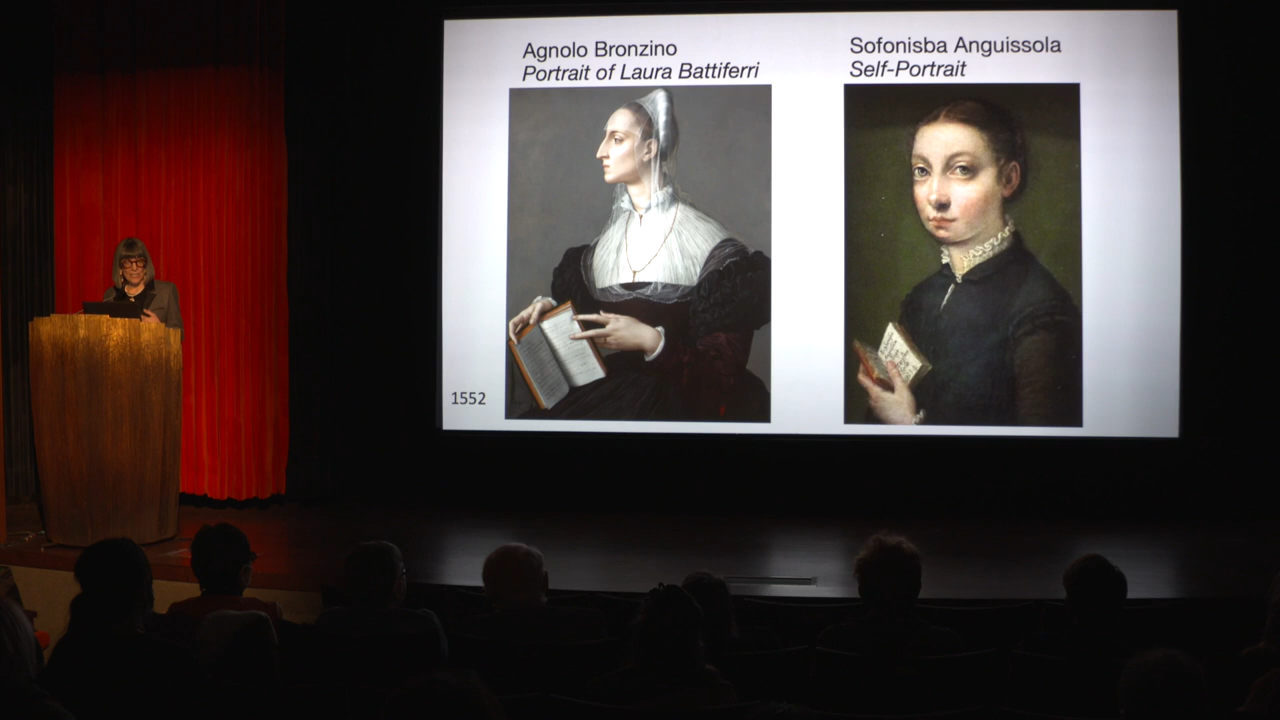 Agnolo Bronzino
Portrait of Laura Battiferri
Sofonisba Anguissola
Self-Portrait
1552